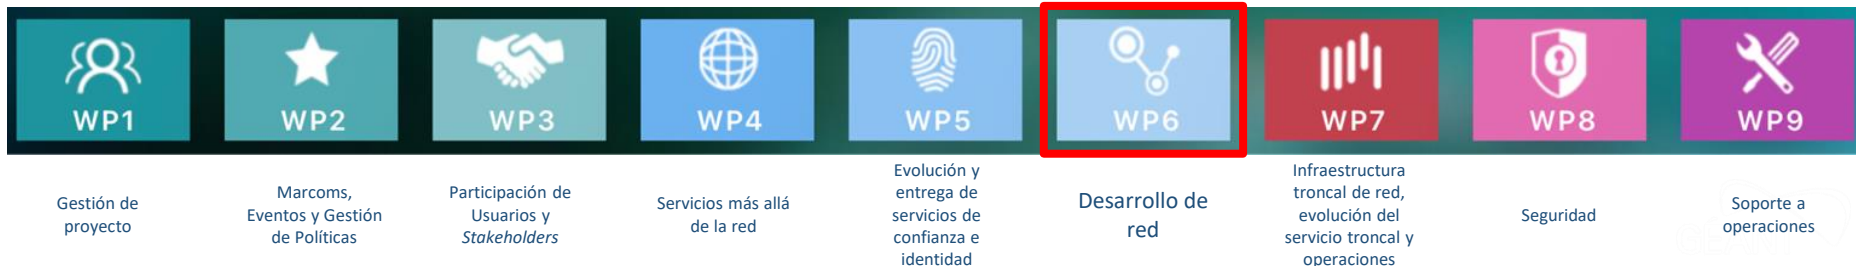 WP1
WP2
WP3
WP4
WP5
WP6
WP7
WP8
WP9
Gestión de
proyecto
Marcoms,
Eventos y Gestión
de Políticas
Participación de
Usuarios y
Stakeholders
Servicios más allá
de la red
Evolución y
entrega de
servicios de
confianza e
identidad
Desarrollo de
red
Infraestructura
troncal de red,
evolución del
servicio troncal y
operaciones
Seguridad
Soporte a
operaciones